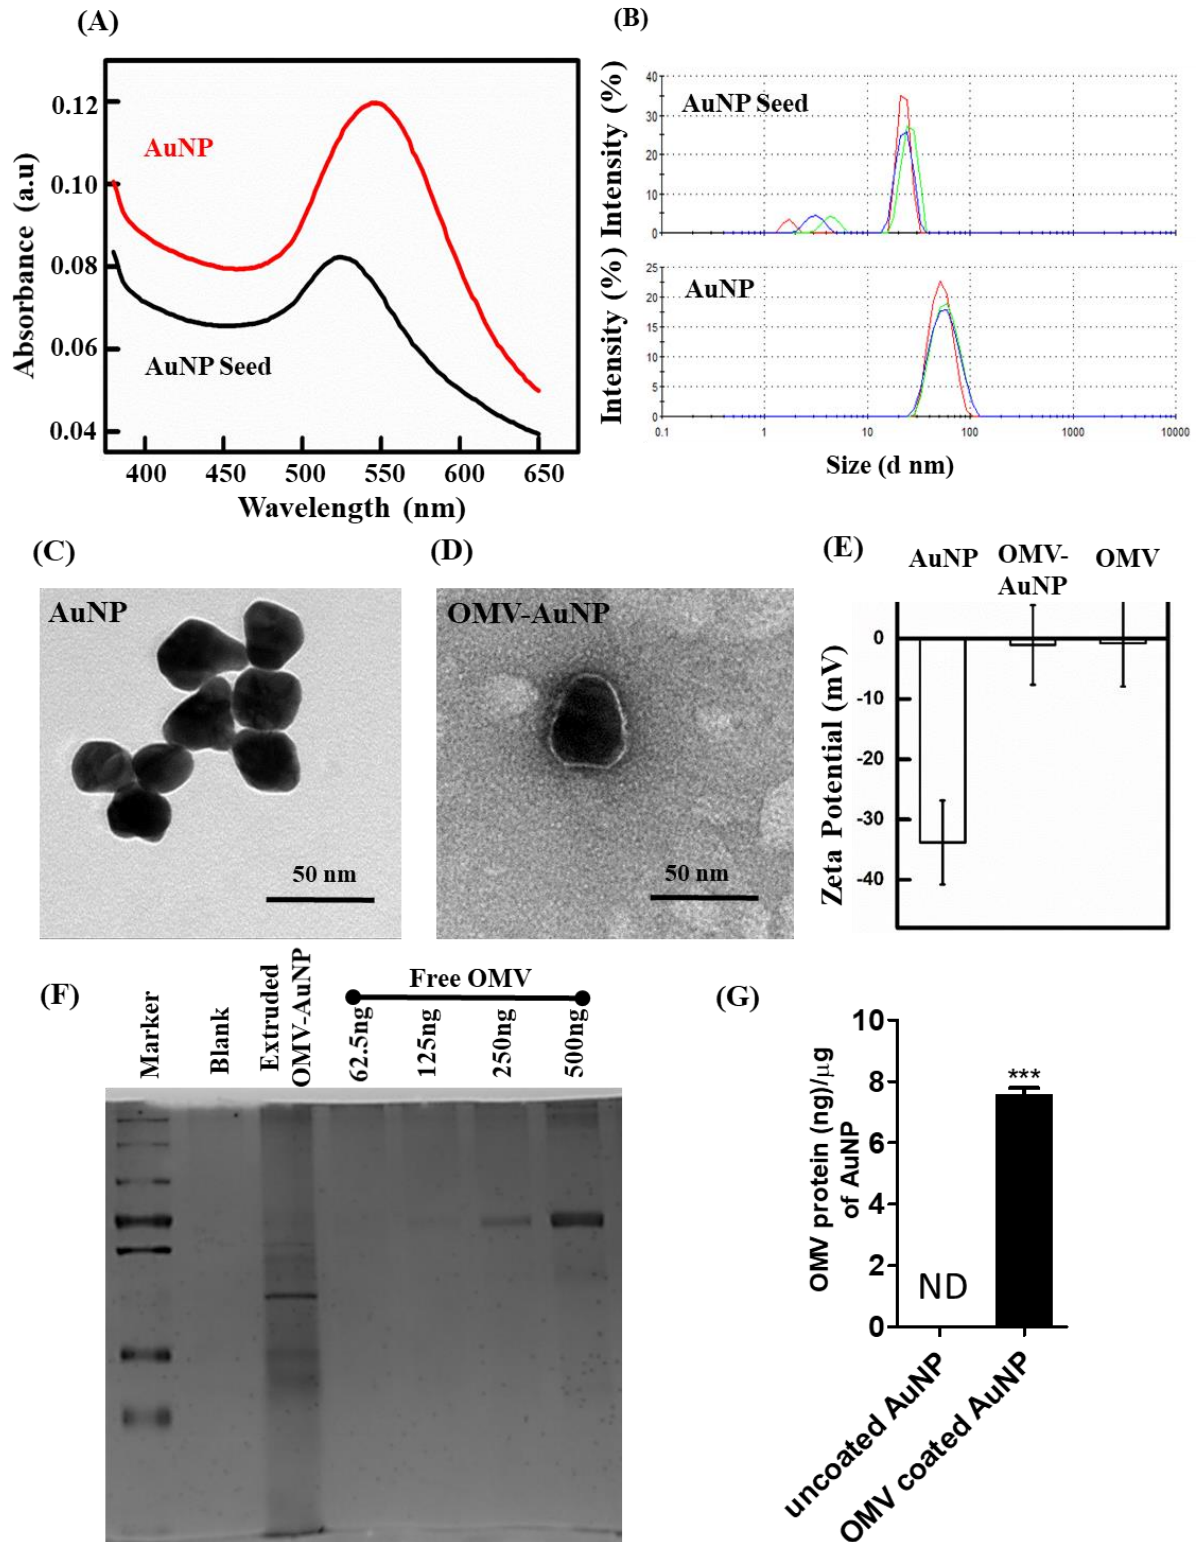 (A)
0.12
0.10
0.08
0.06
0.04
Absorbance (a.u)
AuNP
AuNP Seed
400 450 500 550 600 650
Wavelength (nm)
(B)
Intensity (%)
40
30
20
10
0
AuNP Seed
Intensity (%)
25
20
15
10
5
0
AuNP
0.1 1 10 100 1000 10000
Size (d nm)
(C)
AuNP
50 nm
(D)
OMV-AuNP
50 nm
(E)
AuNP
OMV-
AuNP
OMV
Zeta Potential (mV)
0
-10
-20
-30
-40
(F)
Marker
Blank
Extruded
OMV-AuNP
Free OMV
62.5ng
125ng
250ng
500ng
(G)
OMV protein (ng)/μg
of AuNP
10
8
6
4
2
0
ND
***
uncoated AuNP
OMV coated AuNP